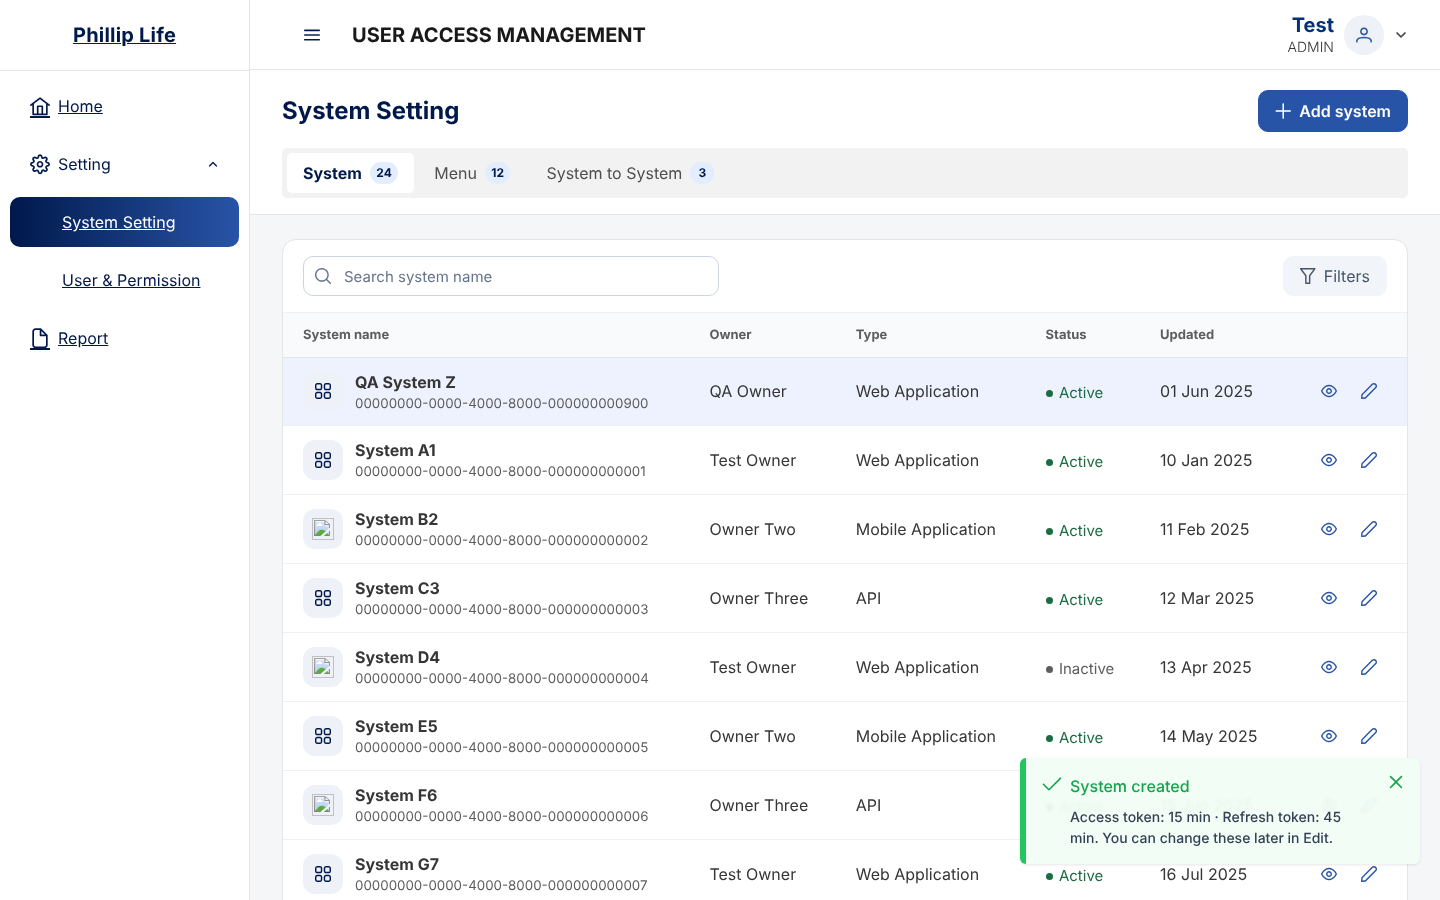 Phillip Life
USER ACCESS MANAGEMENT
Test
ADMIN
Home
Setting
System Setting
User & Permission
Report
System Setting
Add system
System 24
Menu 12
System to System 3
Search system name
Filters
System name Owner Type Status Updated
QA System Z
00000000-0000-4000-8000-000000000900
QA Owner Web Application Active 01 Jun 2025
System A1
00000000-0000-4000-8000-000000000001
Test Owner Web Application Active 10 Jan 2025
System B2
00000000-0000-4000-8000-000000000002
Owner Two Mobile Application Active 11 Feb 2025
System C3
00000000-0000-4000-8000-000000000003
Owner Three API Active 12 Mar 2025
System D4
00000000-0000-4000-8000-000000000004
Test Owner Web Application Inactive 13 Apr 2025
System E5
00000000-0000-4000-8000-000000000005
Owner Two Mobile Application Active 14 May 2025
System F6
00000000-0000-4000-8000-000000000006
Owner Three API
System G7
00000000-0000-4000-8000-000000000007
Test Owner Web Application Active 16 Jul 2025
System created
Access token: 15 min · Refresh token: 45
min. You can change these later in Edit.